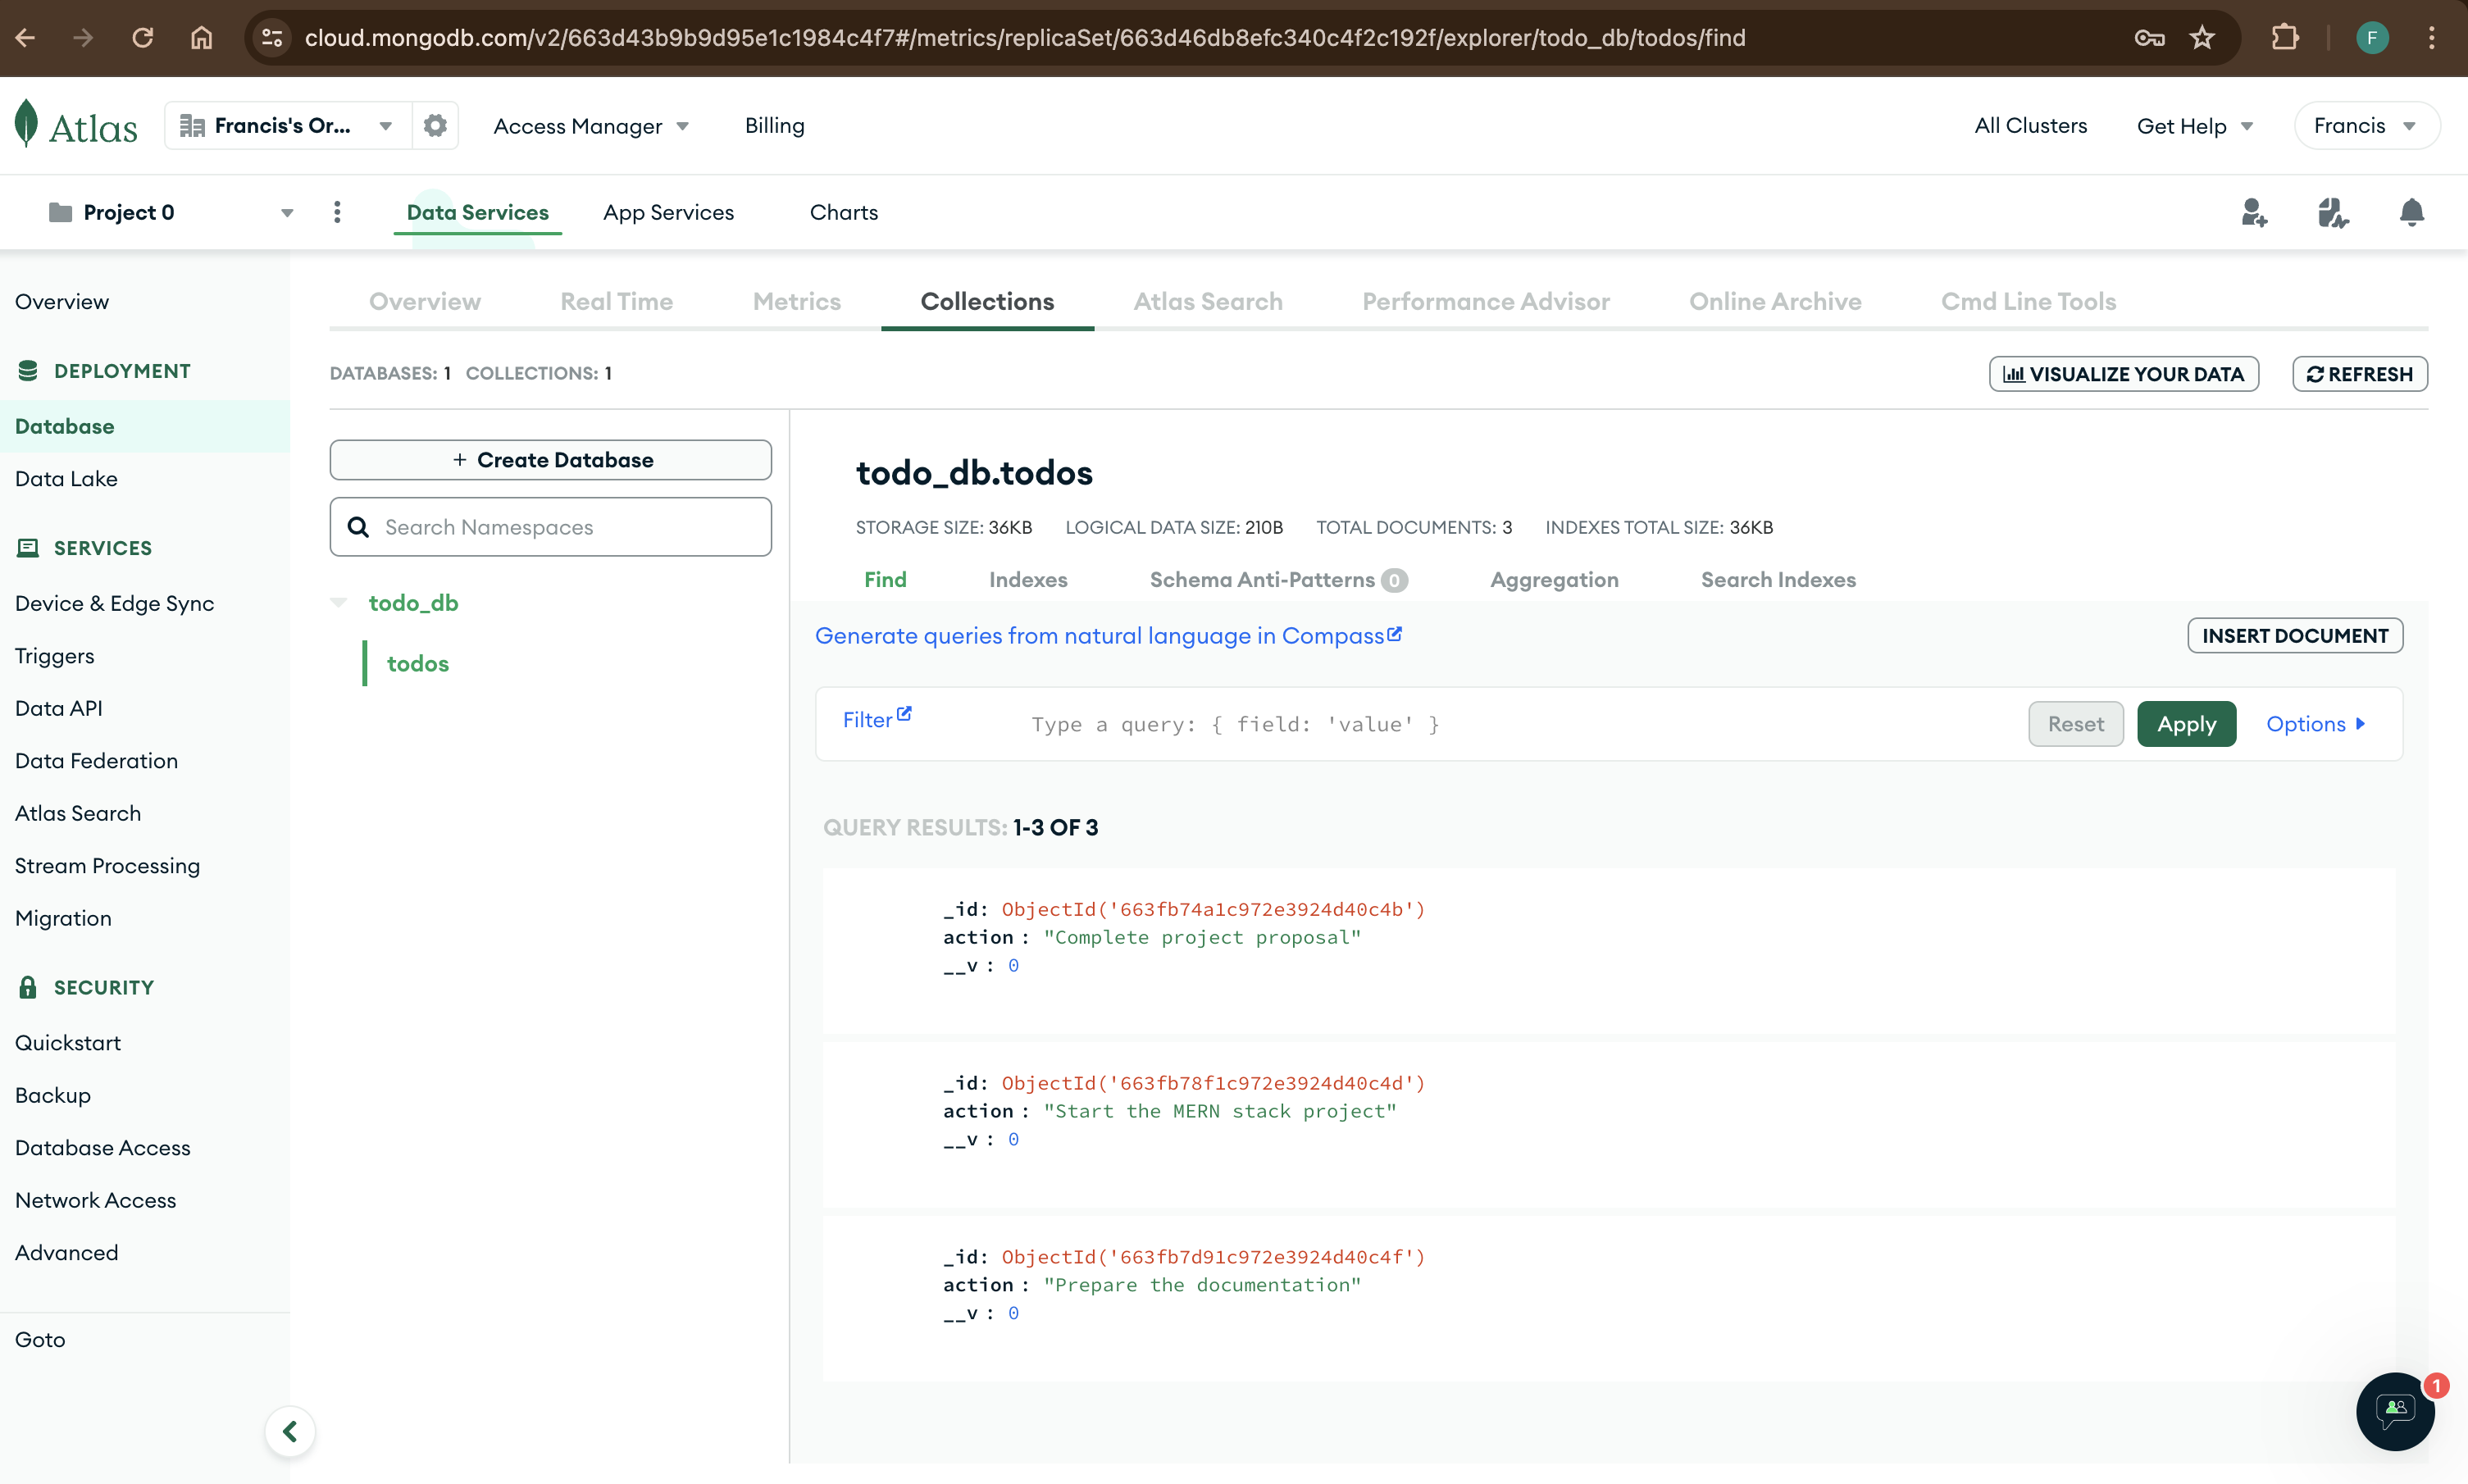 cloud.mongodb.com/v2/663d43b9b9d95e1c1984c4f7#/metrics/replicaSet/663d46db8efc340c4f2c192f/explorer/todo_db/todos/find
F
Atlas
Francis's Or...
Access Manager
Billing
All Clusters
Get Help
Francis
Project 0
Data Services
App Services
Charts
Overview
DEPLOYMENT
Database
Data Lake
SERVICES
Device & Edge Sync
Triggers
Data API
Data Federation
Atlas Search
Stream Processing
Migration
SECURITY
Quickstart
Backup
Database Access
Network Access
Advanced
Goto
Overview
Real Time
Metrics
Collections
Atlas Search
Performance Advisor
Online Archive
Cmd Line Tools
DATABASES: 1 COLLECTIONS: 1
VISUALIZE YOUR DATA
REFRESH
+ Create Database
Search Namespaces
todo_db
todos
todo_db.todos
STORAGE SIZE: 36KB LOGICAL DATA SIZE: 210B TOTAL DOCUMENTS: 3 INDEXES TOTAL SIZE: 36KB
Find
Indexes
Schema Anti-Patterns 0
Aggregation
Search Indexes
Generate queries from natural language in Compass
INSERT DOCUMENT
Filter
Type a query: { field: 'value' }
Reset
Apply
Options
QUERY RESULTS: 1-3 OF 3
_id: ObjectId('663fb74a1c972e3924d40c4b')
action : "Complete project proposal"
__v : 0
_id: ObjectId('663fb78f1c972e3924d40c4d')
action : "Start the MERN stack project"
__v : 0
_id: ObjectId('663fb7d91c972e3924d40c4f')
action : "Prepare the documentation"
__v : 0
1